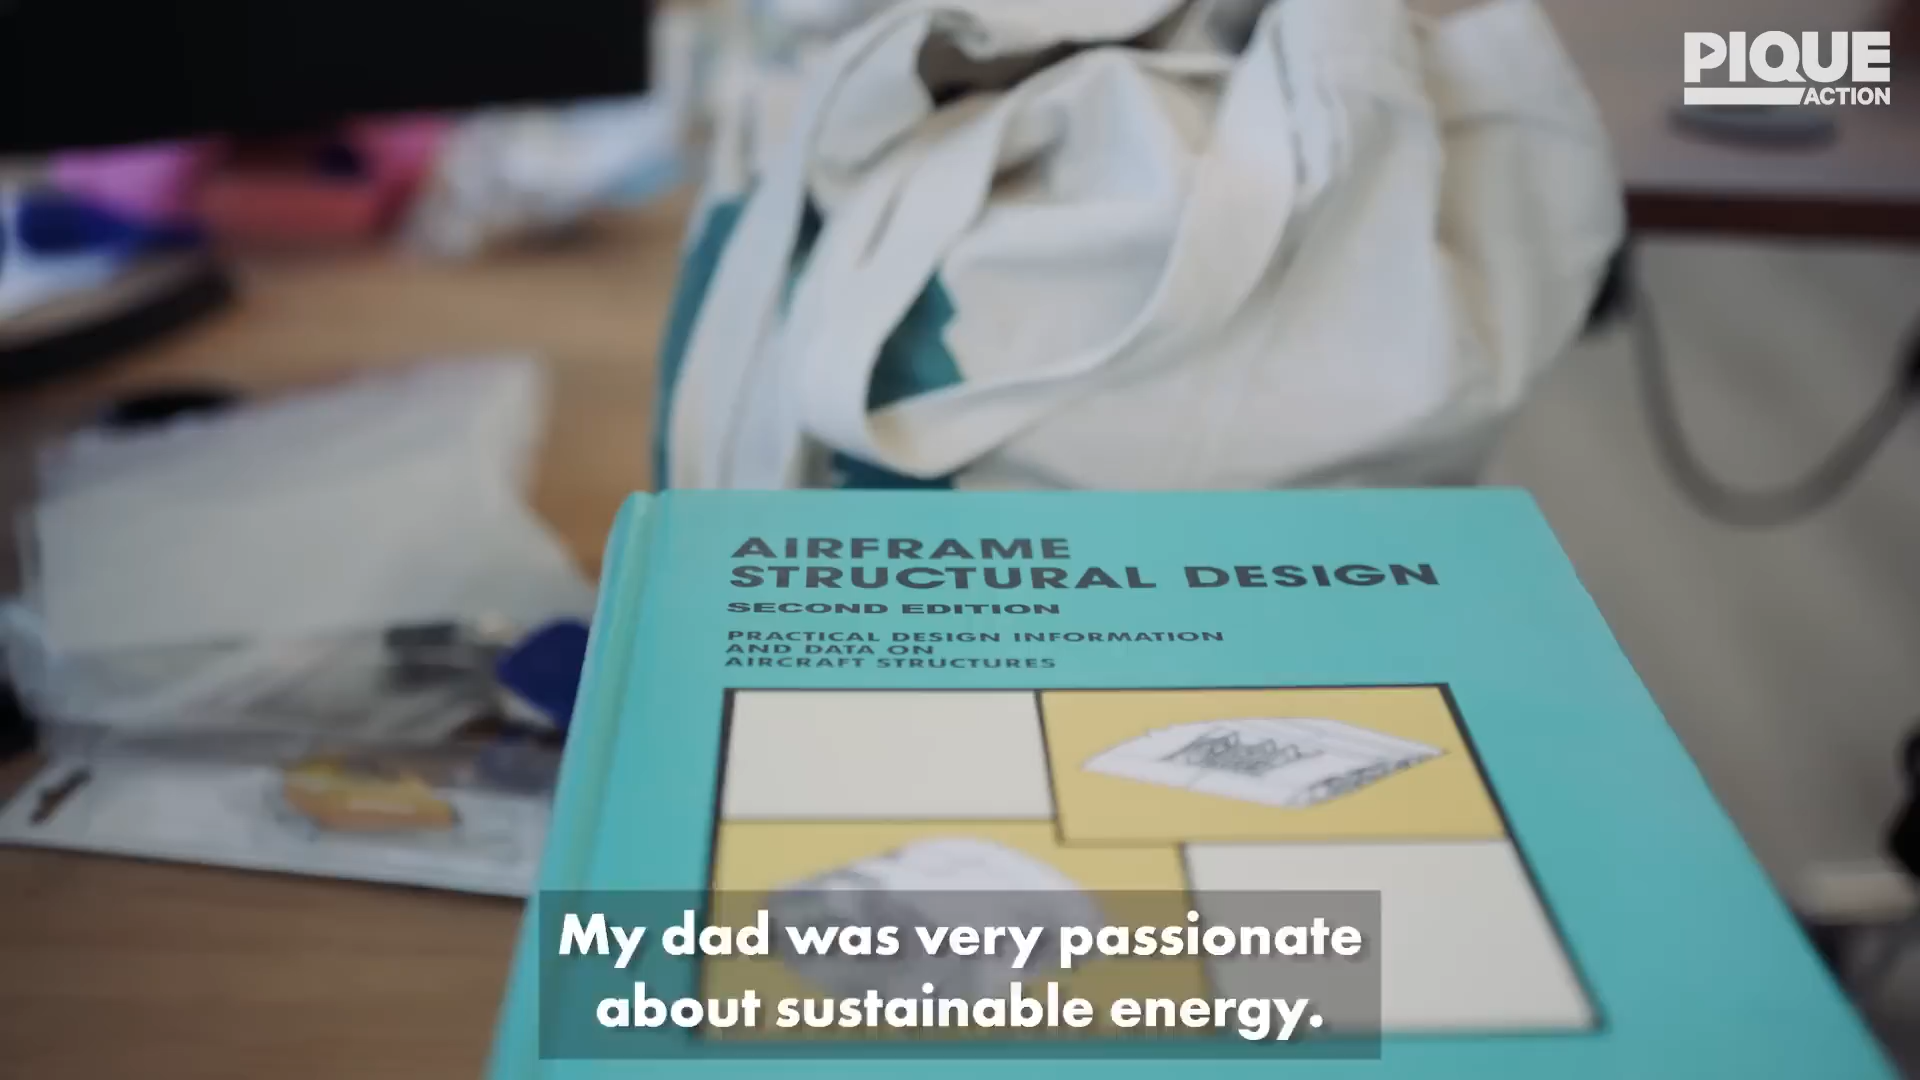 PIQUE
ACTION
AIRFRAME
STRUCTURAL DESIGN
SECOND EDITION
PRACTICAL DESIGN INFORMATION
AND DATA ON
AIRCRAFT STRUCTURES
My dad was very passionate
about sustainable energy.